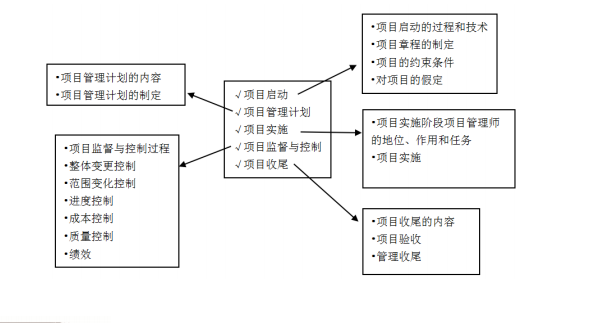 •项目启动的过程和技术
•项目章程的制定
•项目的约束条件
•对项目的假定
•项目管理计划的内容
•项目管理计划的制定
√项目启动
√项目管理计划
√项目实施
√项目监督与控制
√项目收尾
•项目实施阶段项目管理师
的地位、作用和任务
•项目实施
•项目监督与控制过程
•整体变更控制
•范围变化控制
•进度控制
•成本控制
•质量控制
•绩效
•项目收尾的内容
•项目验收
•管理收尾